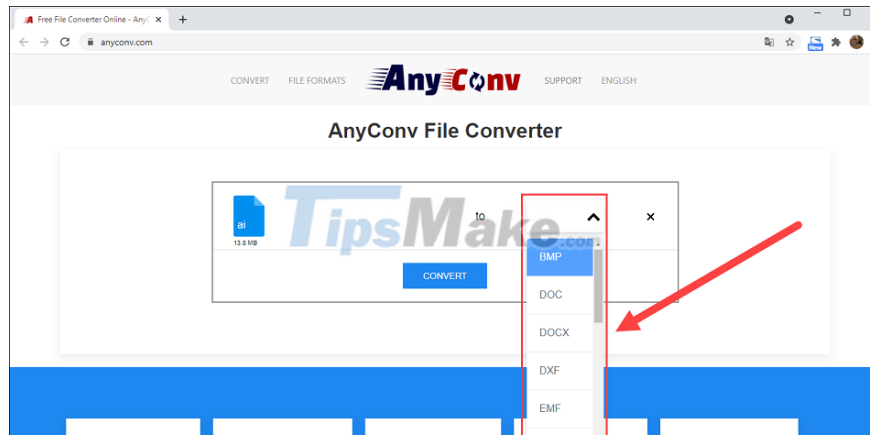 Free File Converter Online - Any
anyconv.com
New
CONVERT FILE FORMATS AnyConv SUPPORT ENGLISH
AnyConv File Converter
ai
13.8 MB
to
TipsMake.com
BMP
CONVERT
DOC
DOCX
DXF
EMF